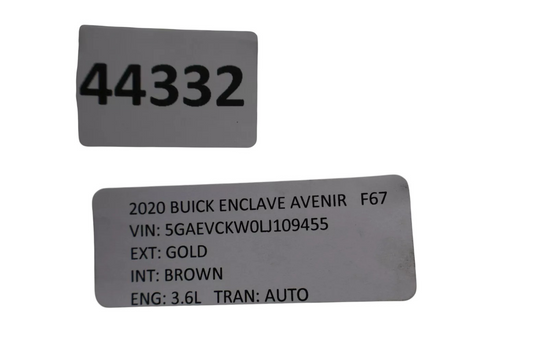 44332
2020 BUICK ENCLAVE AVENIR F67
VIN: 5GAEVCKW0LJ109455
EXT: GOLD
INT: BROWN
ENG: 3.6L TRAN: AUTO